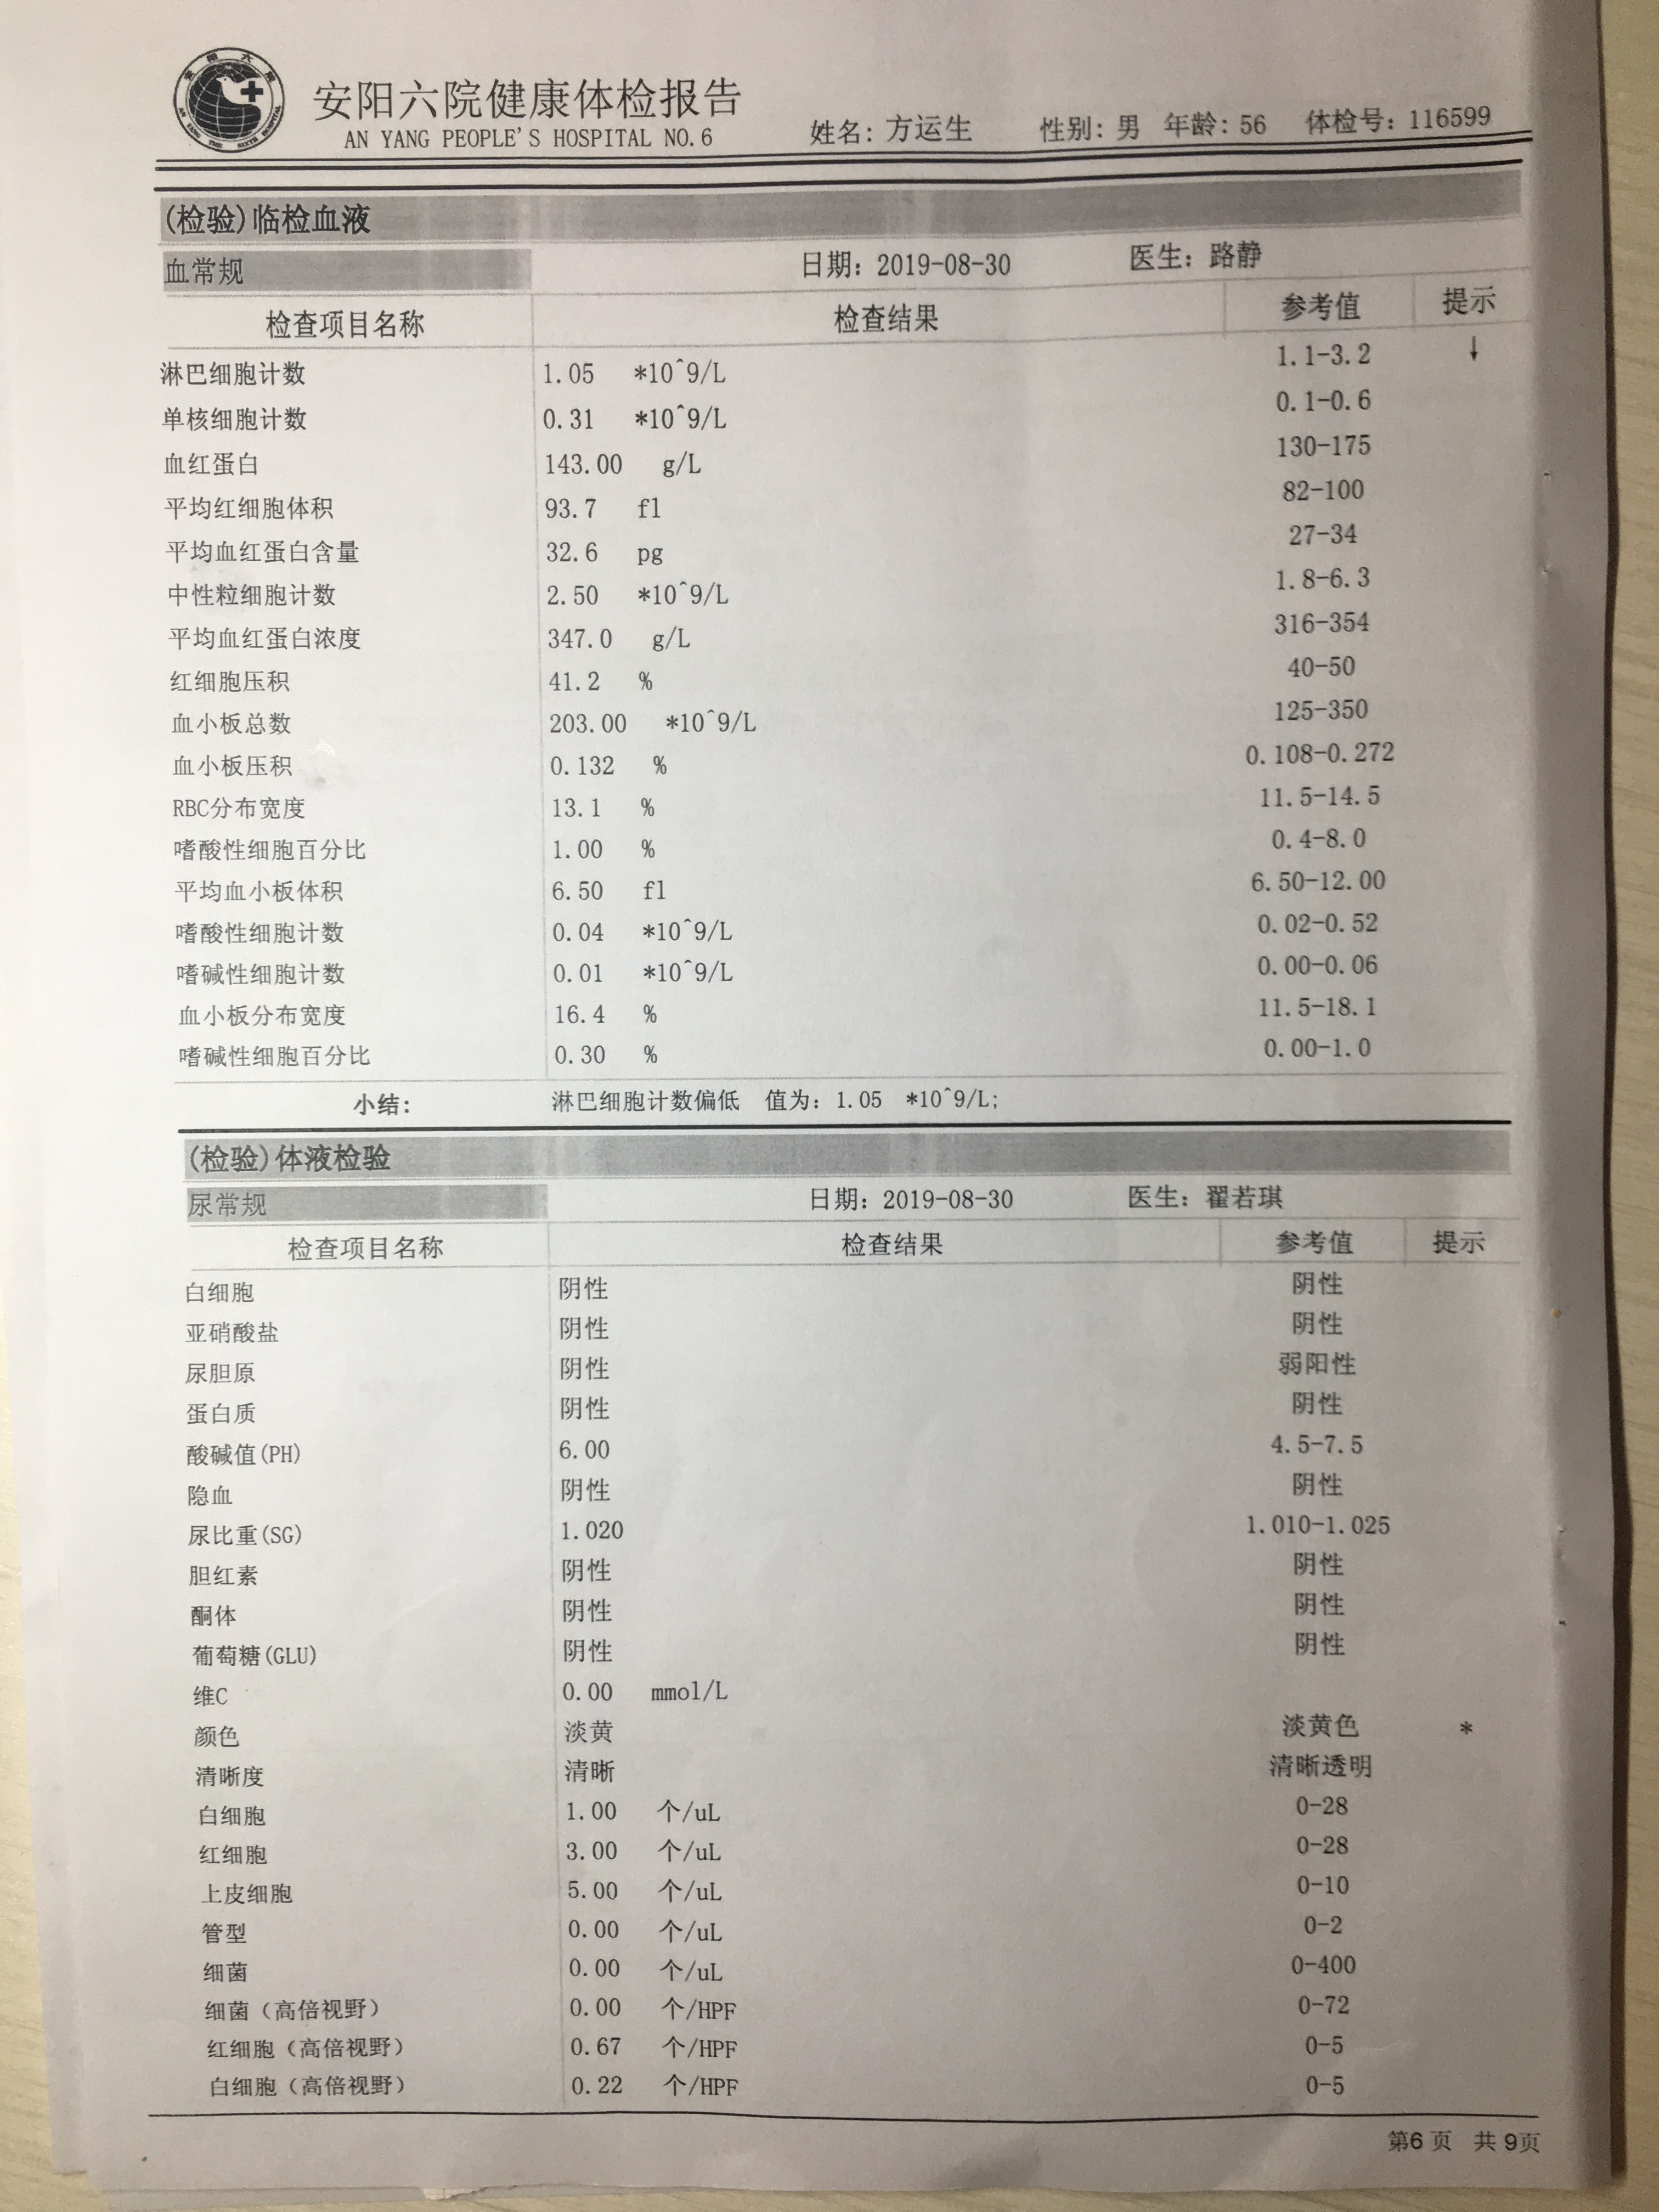 安阳六院健康体检报告
AN YANG PEOPLE'S HOSPITAL NO.6
姓名: 方运生 性别: 男 年龄: 56 体检号: 116599
(检验)临检血液
血常规 日期: 2019-08-30 医生: 路静
检查项目名称 检查结果 参考值 提示
淋巴细胞计数 1.05 *10^9/L 1.1-3.2 ↓
单核细胞计数 0.31 *10^9/L 0.1-0.6
血红蛋白 143.00 g/L 130-175
平均红细胞体积 93.7 fl 82-100
平均血红蛋白含量 32.6 pg 27-34
中性粒细胞计数 2.50 *10^9/L 1.8-6.3
平均血红蛋白浓度 347.0 g/L 316-354
红细胞压积 41.2 % 40-50
血小板总数 203.00 *10^9/L 125-350
血小板压积 0.132 % 0.108-0.272
RBC分布宽度 13.1 % 11.5-14.5
嗜酸性细胞百分比 1.00 % 0.4-8.0
平均血小板体积 6.50 fl 6.50-12.00
嗜酸性细胞计数 0.04 *10^9/L 0.02-0.52
嗜碱性细胞计数 0.01 *10^9/L 0.00-0.06
血小板分布宽度 16.4 % 11.5-18.1
嗜碱性细胞百分比 0.30 % 0.00-1.0
小结: 淋巴细胞计数偏低 值为: 1.05 *10^9/L;
(检验)体液检验
尿常规 日期: 2019-08-30 医生: 翟若琪
检查项目名称 检查结果 参考值 提示
白细胞 阴性 阴性
亚硝酸盐 阴性 阴性
尿胆原 阴性 弱阳性
蛋白质 阴性 阴性
酸碱值(PH) 6.00 4.5-7.5
隐血 阴性 阴性
尿比重(SG) 1.020 1.010-1.025
胆红素 阴性 阴性
酮体 阴性 阴性
葡萄糖(GLU) 阴性 阴性
维C 0.00 mmol/L
颜色 淡黄 淡黄色 *
清晰度 清晰 清晰透明
白细胞 1.00 个/uL 0-28
红细胞 3.00 个/uL 0-28
上皮细胞 5.00 个/uL 0-10
管型 0.00 个/uL 0-2
细菌 0.00 个/uL 0-400
细菌（高倍视野） 0.00 个/HPF 0-72
红细胞（高倍视野） 0.67 个/HPF 0-5
白细胞（高倍视野） 0.22 个/HPF 0-5
第6 页 共 9页